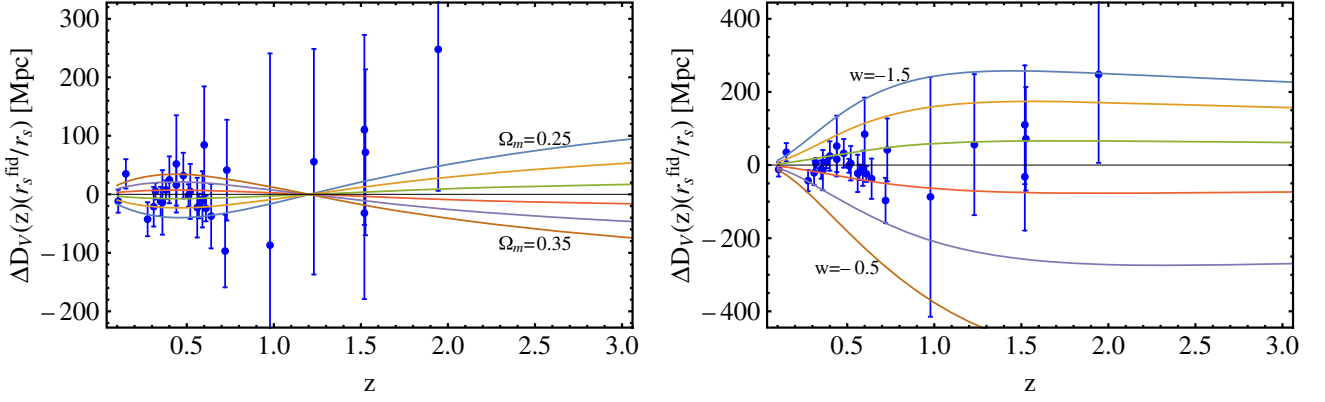 300
200
100
0
−100
−200
ΔD_V(z)(r_s^fid/r_s) [Mpc]
Ω_m=0.25
Ω_m=0.35
0.5 1.0 1.5 2.0 2.5 3.0
z
400
200
0
−200
−400
ΔD_V(z)(r_s^fid/r_s) [Mpc]
w=−1.5
w=−0.5
0.5 1.0 1.5 2.0 2.5 3.0
z